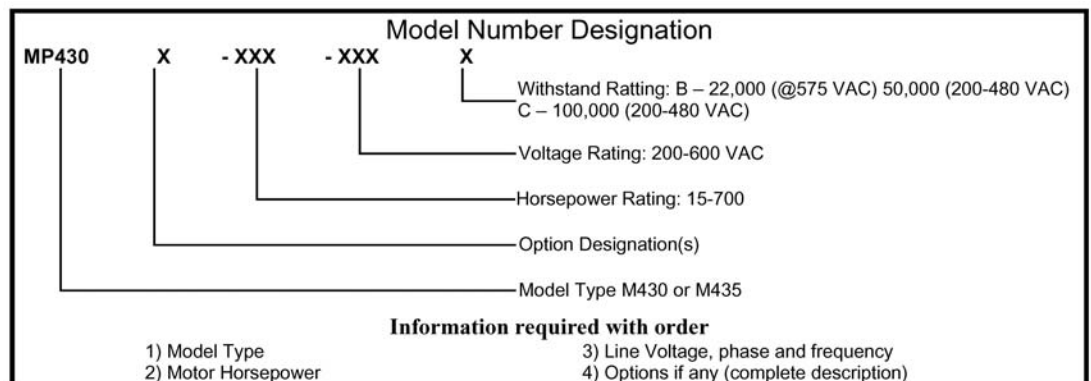 Model Number Designation
MP430 X - XXX - XXX X
Withstand Ratting: B – 22,000 (@575 VAC) 50,000 (200-480 VAC)
C – 100,000 (200-480 VAC)
Voltage Rating: 200-600 VAC
Horsepower Rating: 15-700
Option Designation(s)
Model Type M430 or M435
Information required with order
1) Model Type
2) Motor Horsepower
3) Line Voltage, phase and frequency
4) Options if any (complete description)